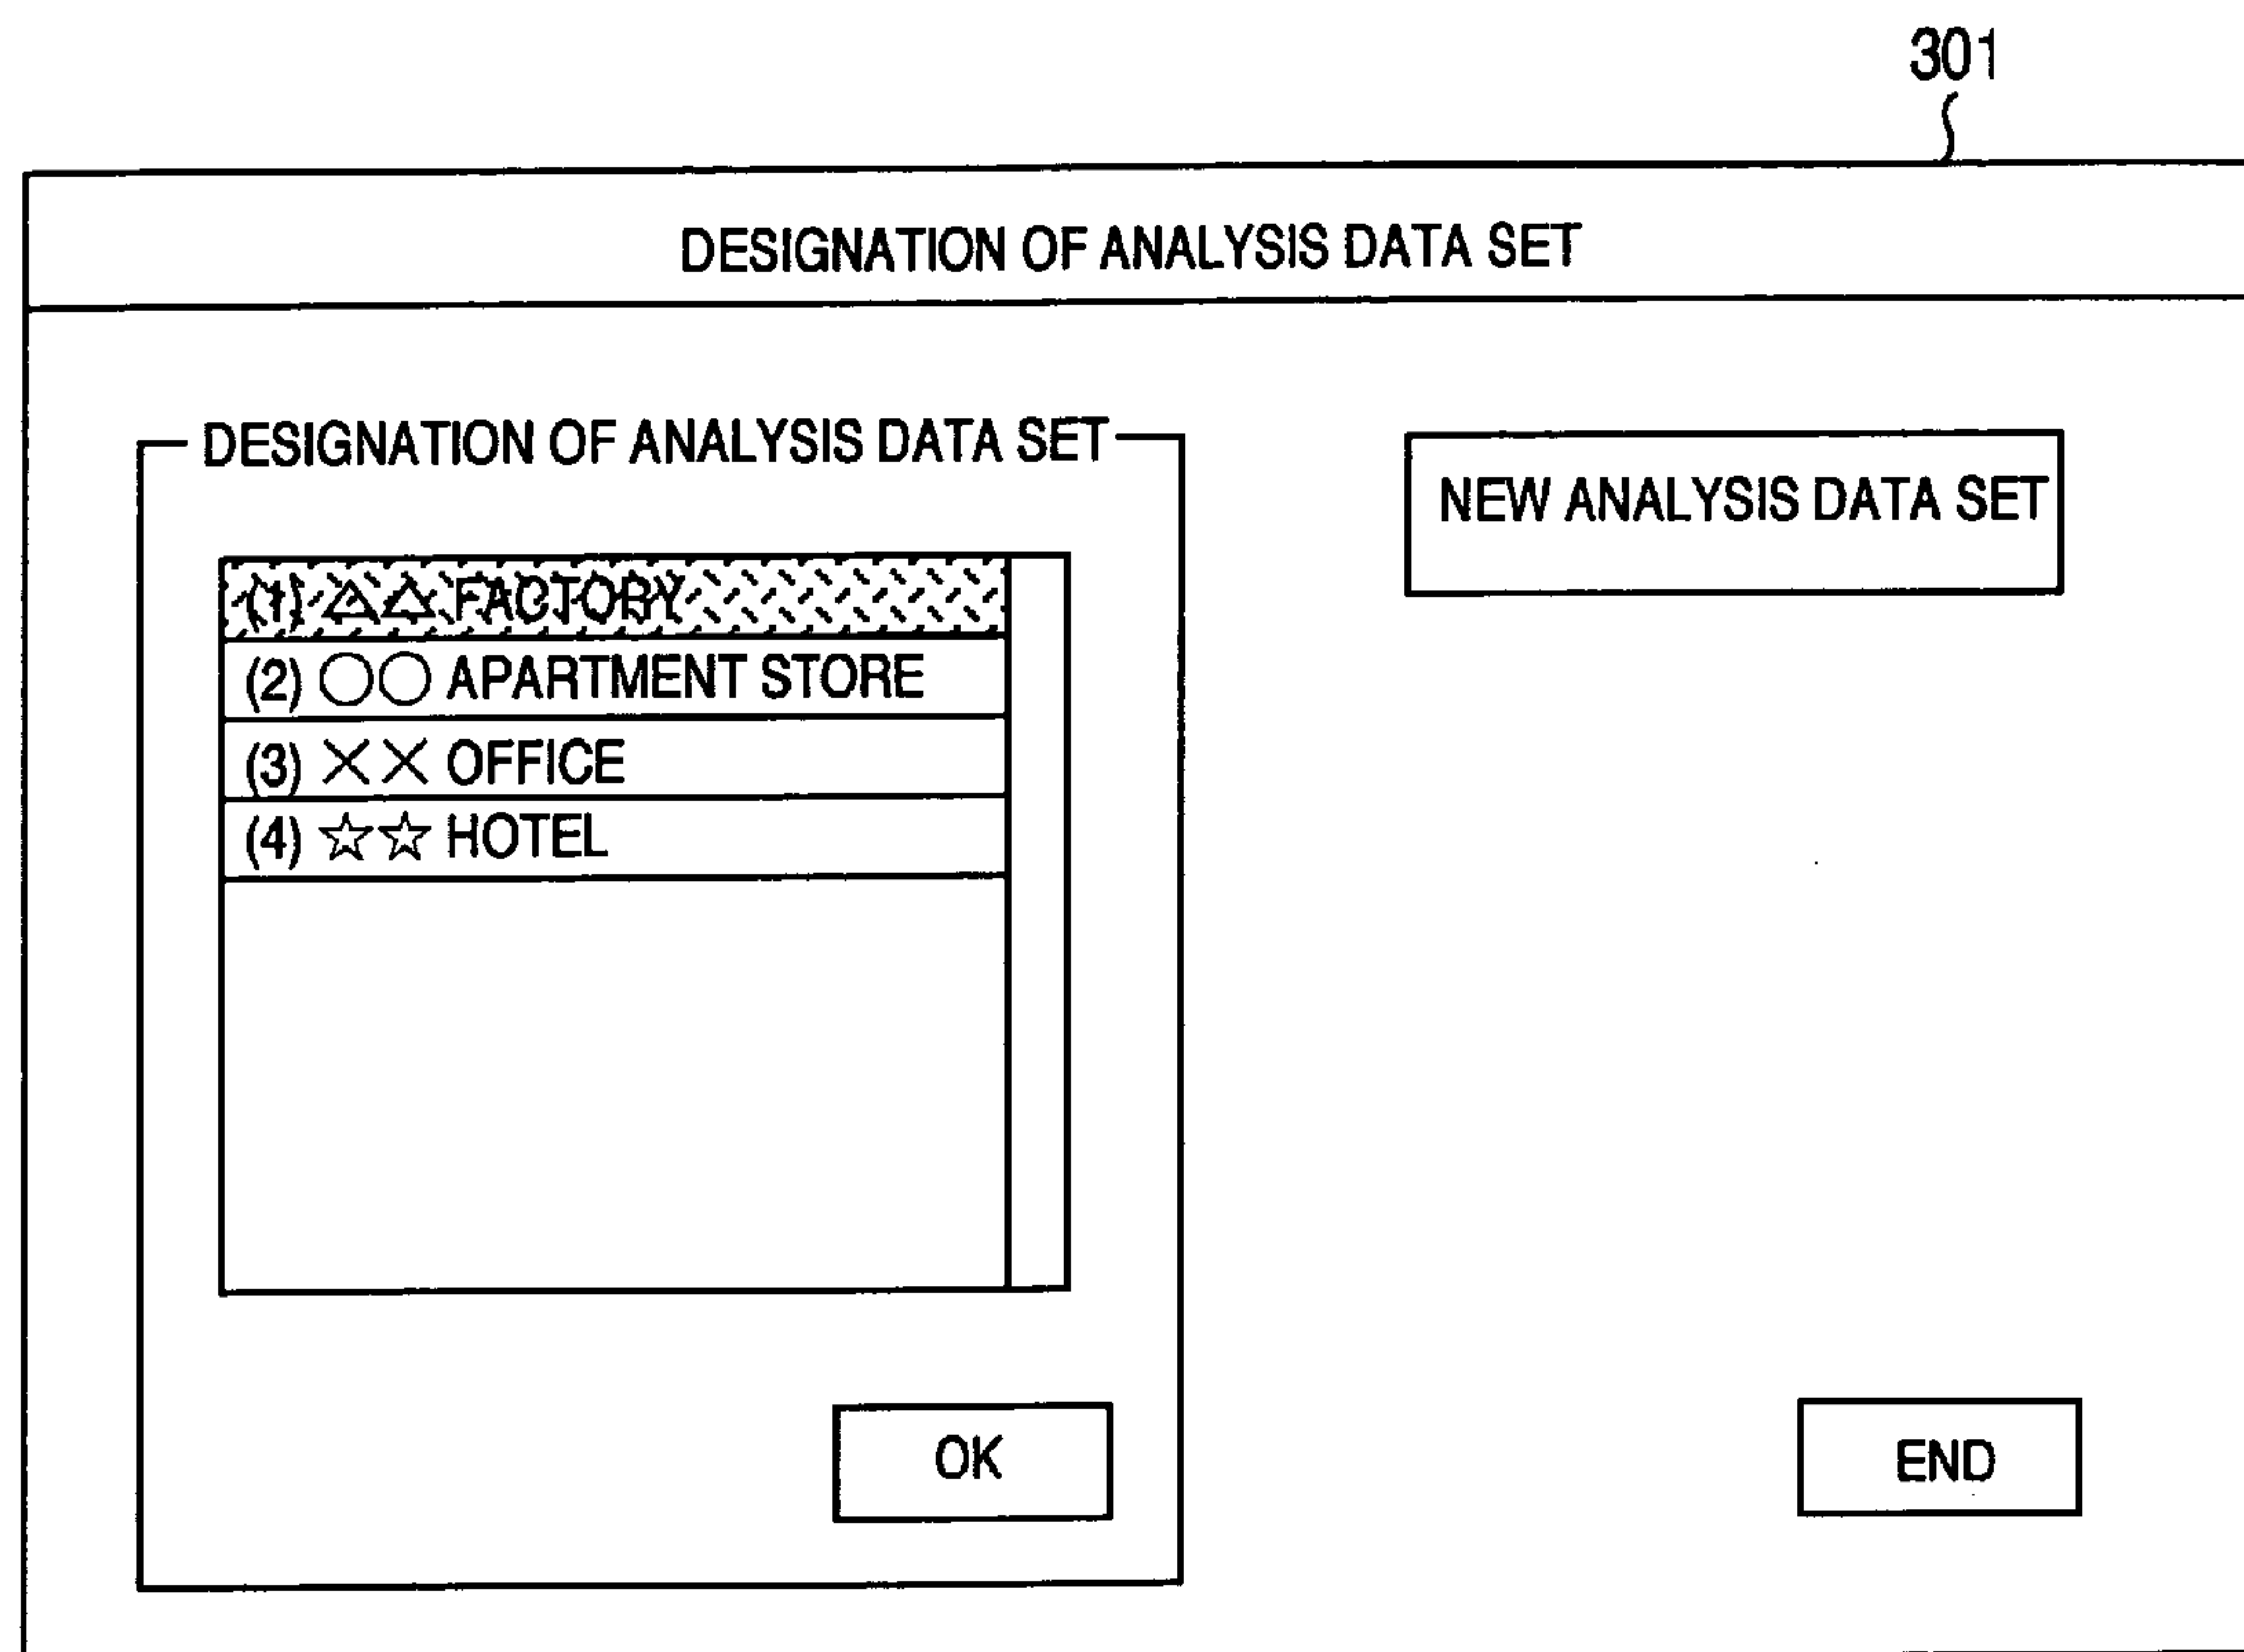 301
DESIGNATION OF ANALYSIS DATA SET
DESIGNATION OF ANALYSIS DATA SET
NEW ANALYSIS DATA SET
(1) △△ FACTORY
(2) ○○ APARTMENT STORE
(3) ×× OFFICE
(4) ☆☆ HOTEL
OK
END